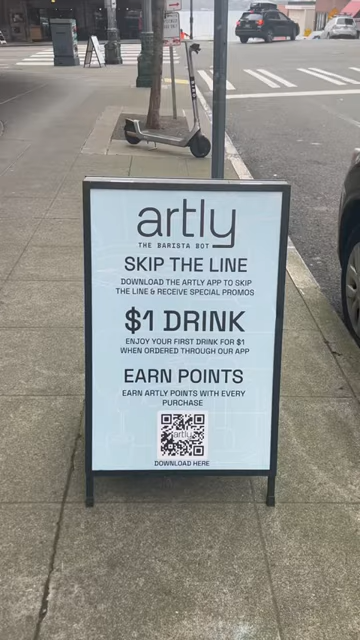 artly
THE BARISTA BOT
SKIP THE LINE
DOWNLOAD THE ARTLY APP TO SKIP
THE LINE & RECEIVE SPECIAL PROMOS
$1 DRINK
ENJOY YOUR FIRST DRINK FOR $1
WHEN ORDERED THROUGH OUR APP
EARN POINTS
EARN ARTLY POINTS WITH EVERY
PURCHASE
artly
DOWNLOAD HERE